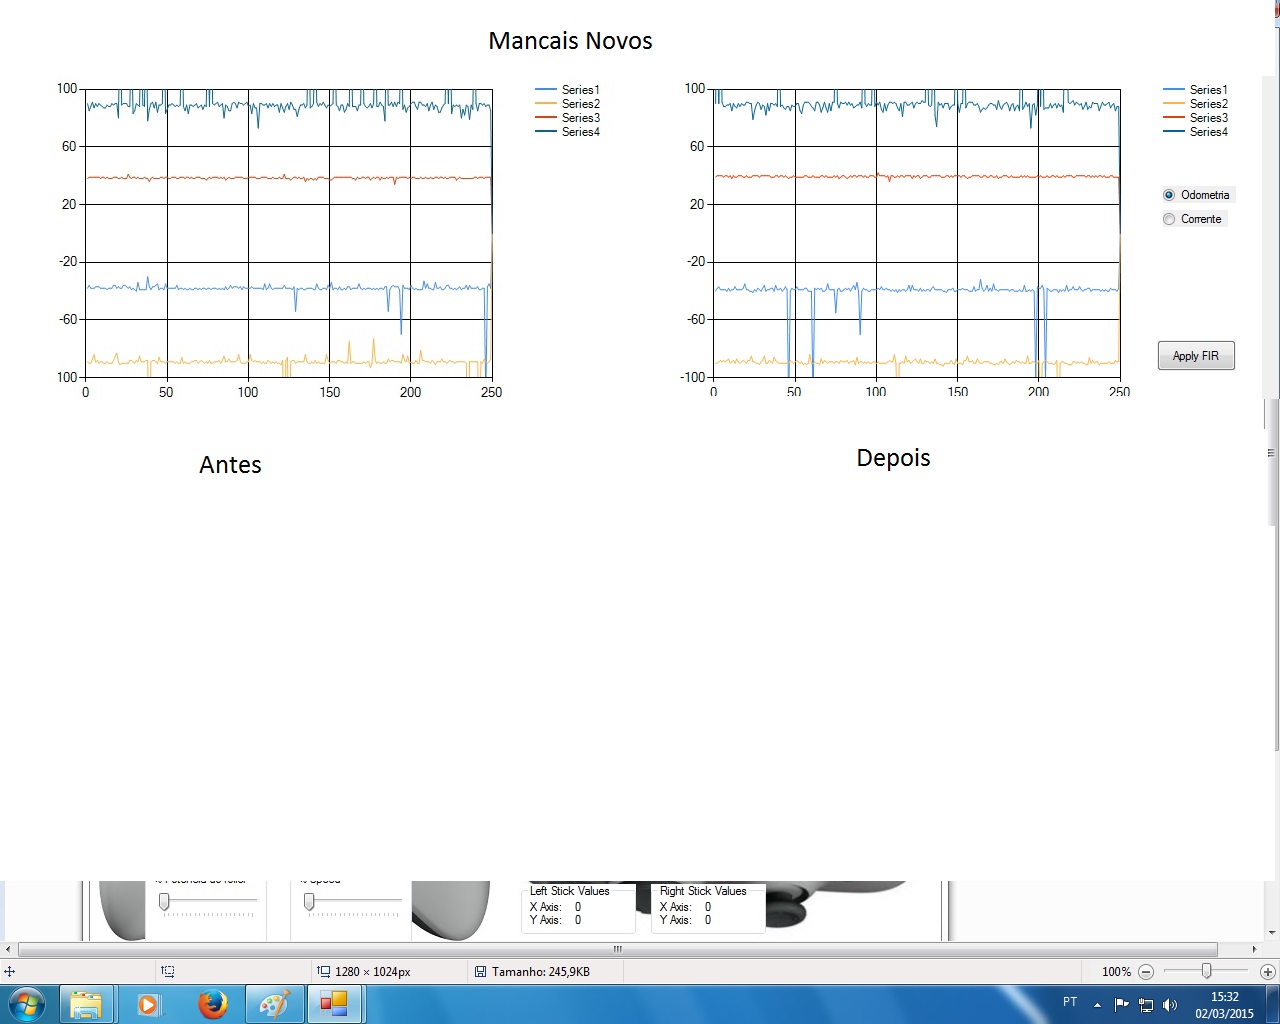 Mancais Novos
100
60
20
-20
-60
100
0
50
100
150
200
250
Series1
Series2
Series3
Series4
100
60
20
-20
-60
-100
0
50
100
150
200
250
Series1
Series2
Series3
Series4
Odometria
Corrente
Apply FIR
Antes
Depois
Left Stick Values
X Axis: 0
Y Axis: 0
Right Stick Values
X Axis: 0
Y Axis: 0
1280 × 1024px
Tamanho: 245,9KB
100%
PT
15:32
02/03/2015